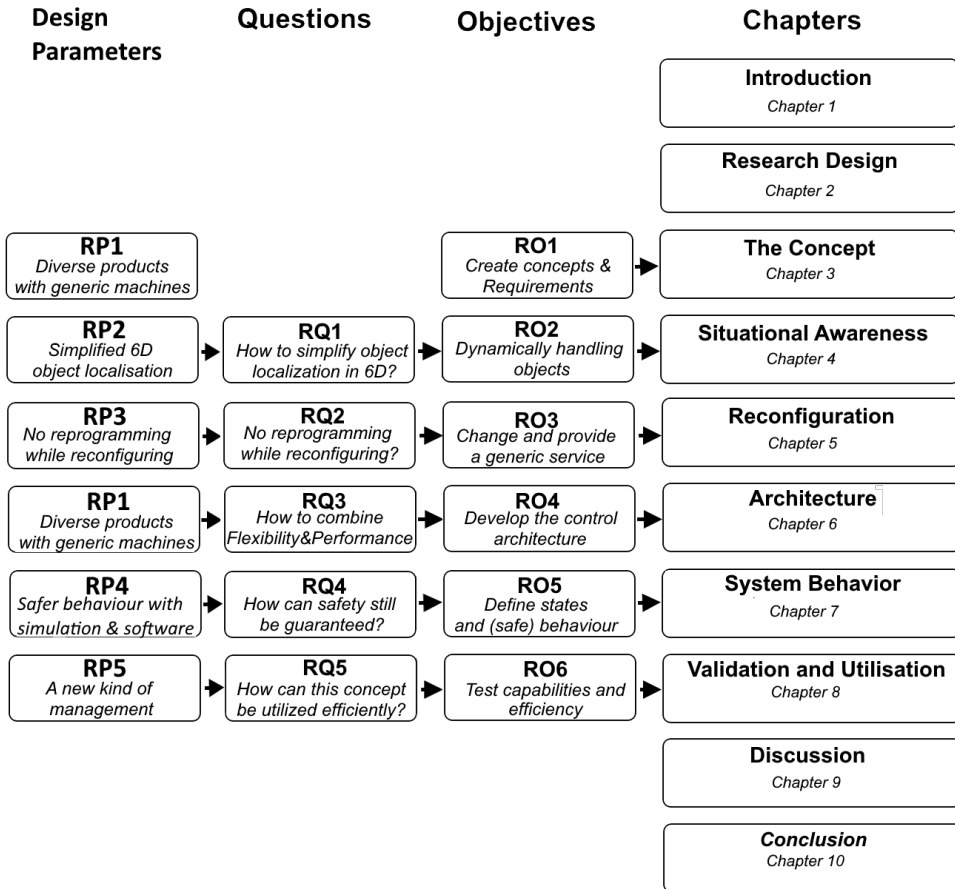 Design
Parameters
Questions
Objectives
Chapters
Introduction
Chapter 1
Research Design
Chapter 2
RP1
Diverse products
with generic machines
RO1
Create concepts &
Requirements
The Concept
Chapter 3
RP2
Simplified 6D
object localisation
RQ1
How to simplify object
localization in 6D?
RO2
Dynamically handling
objects
Situational Awareness
Chapter 4
RP3
No reprogramming
while reconfiguring
RQ2
No reprogramming
while reconfiguring?
RO3
Change and provide
a generic service
Reconfiguration
Chapter 5
RP1
Diverse products
with generic machines
RQ3
How to combine
Flexibility&Performance
RO4
Develop the control
architecture
Architecture
Chapter 6
RP4
Safer behaviour with
simulation & software
RQ4
How can safety still
be guaranteed?
RO5
Define states
and (safe) behaviour
System Behavior
Chapter 7
RP5
A new kind of
management
RQ5
How can this concept
be utilized efficiently?
RO6
Test capabilities and
efficiency
Validation and Utilisation
Chapter 8
Discussion
Chapter 9
Conclusion
Chapter 10